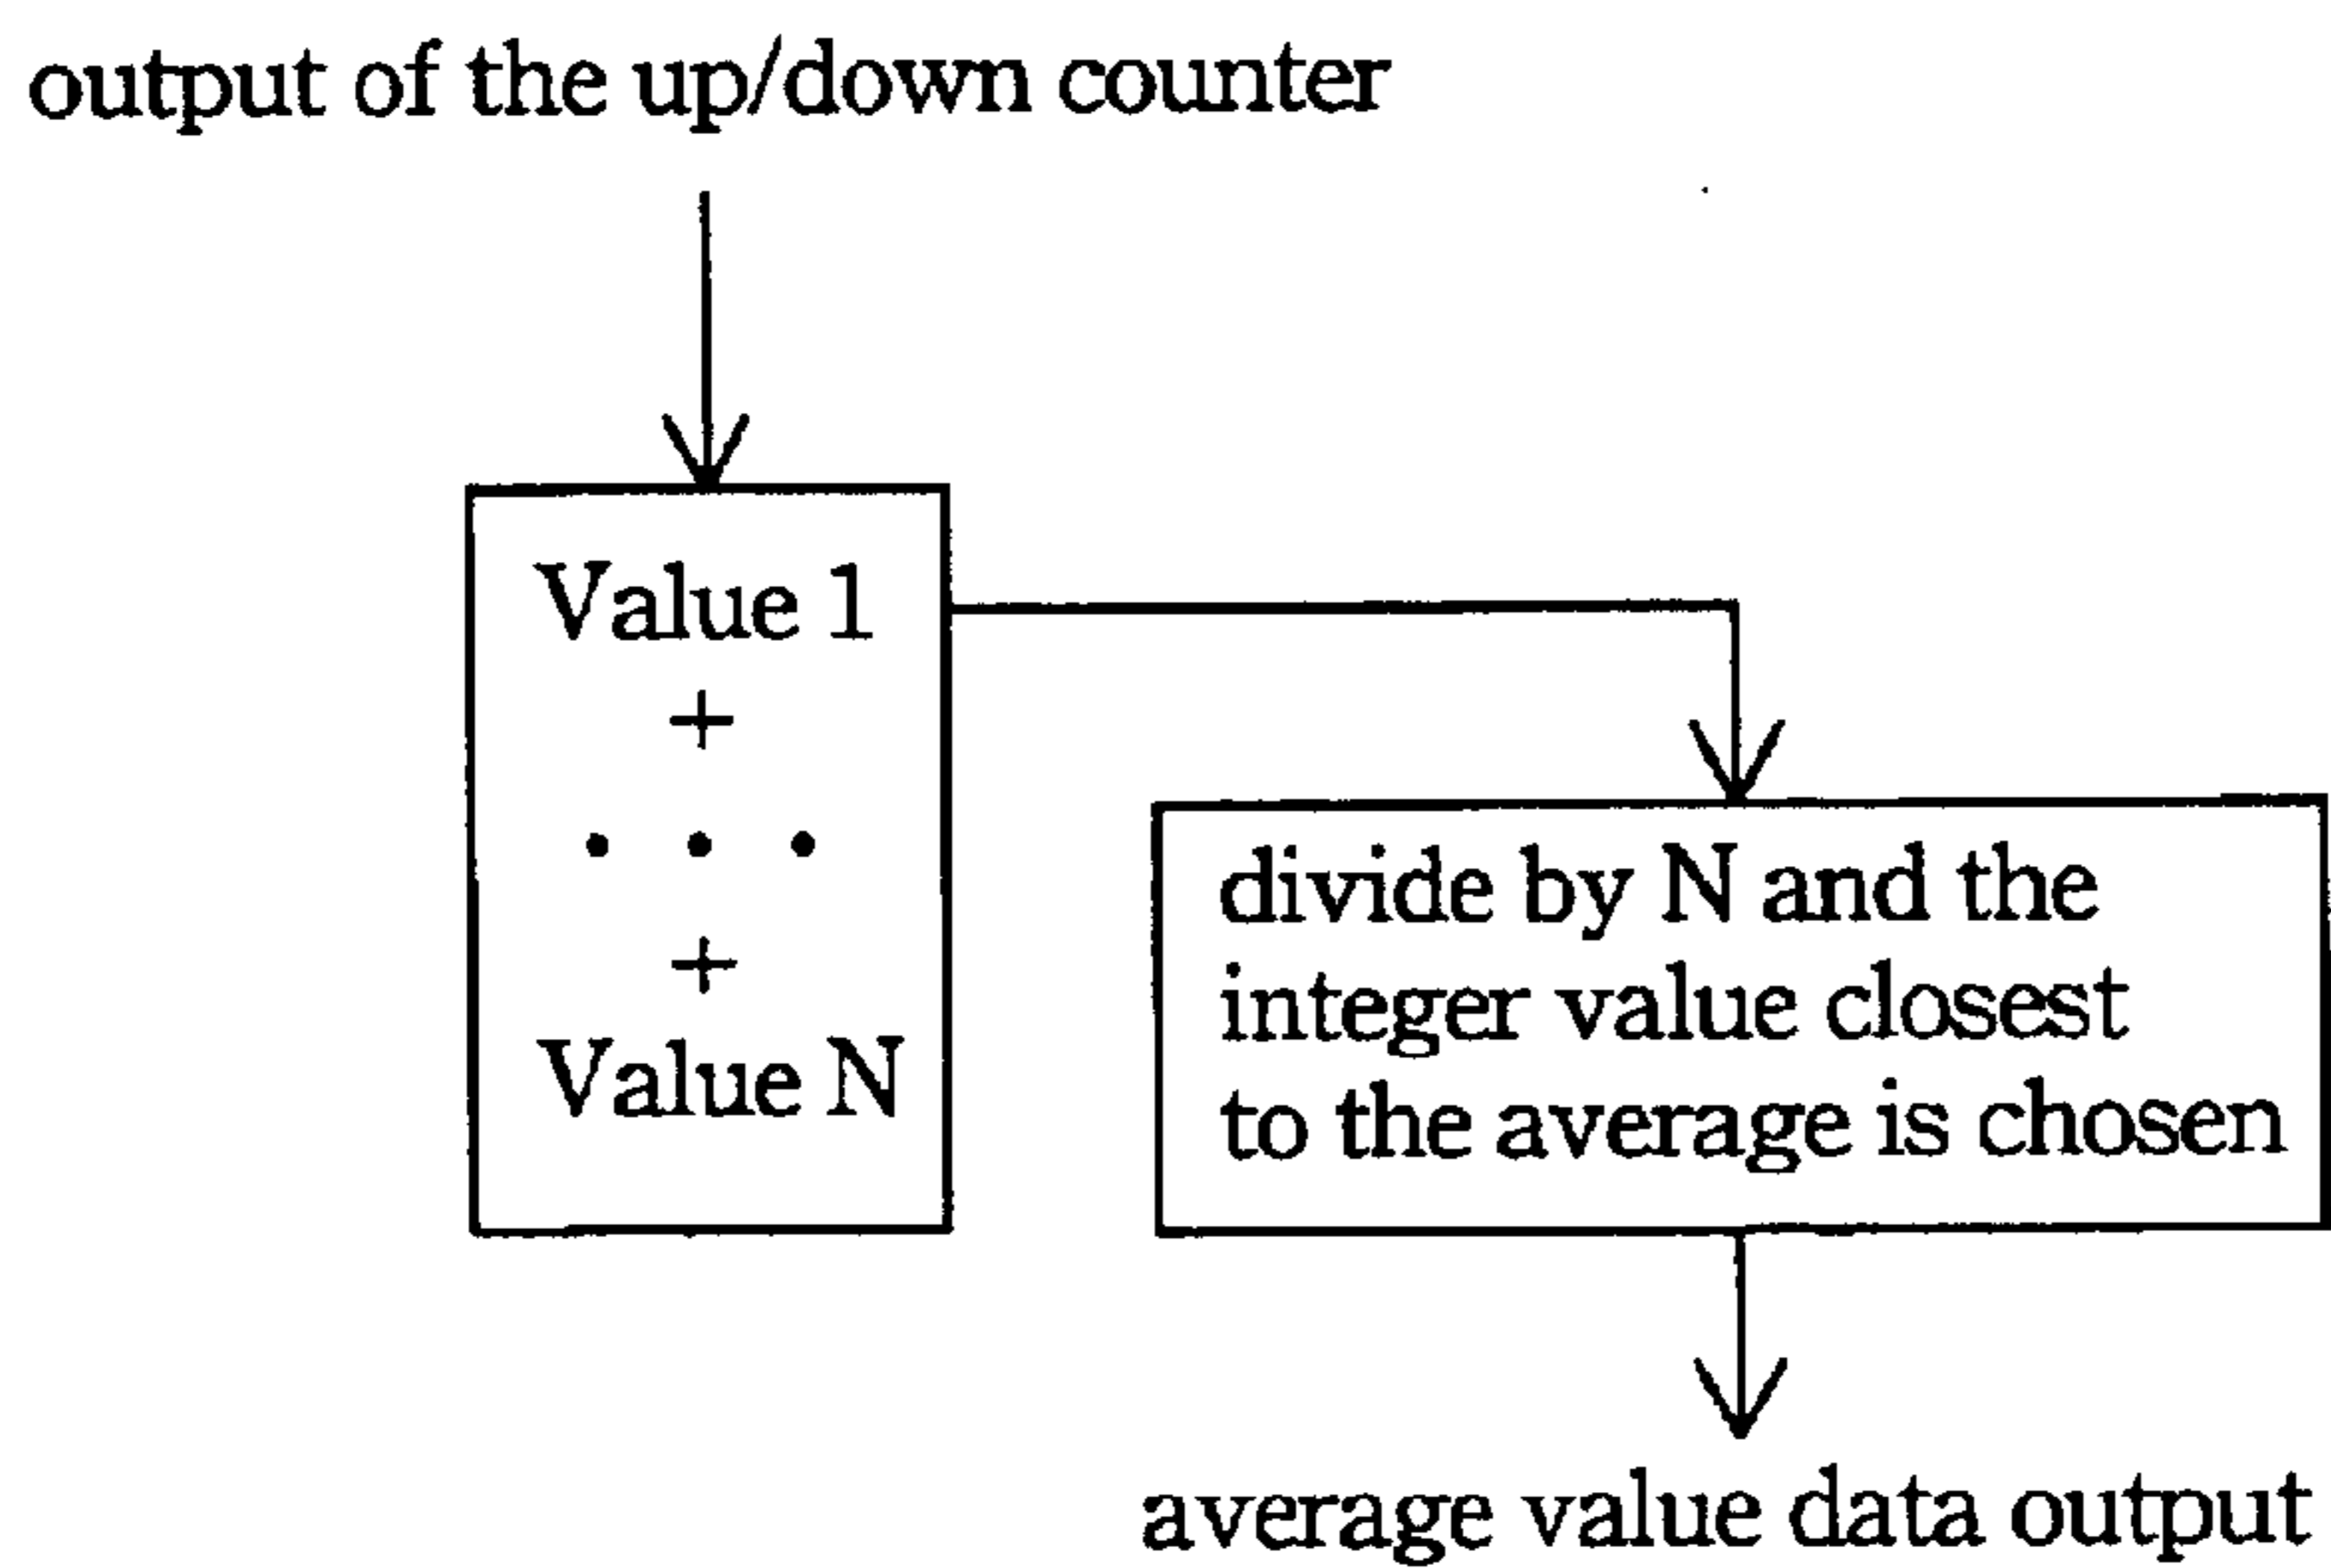 output of the up/down counter
Value 1
+
. . .
+
Value N
divide by N and the
integer value closest
to the average is chosen
average value data output